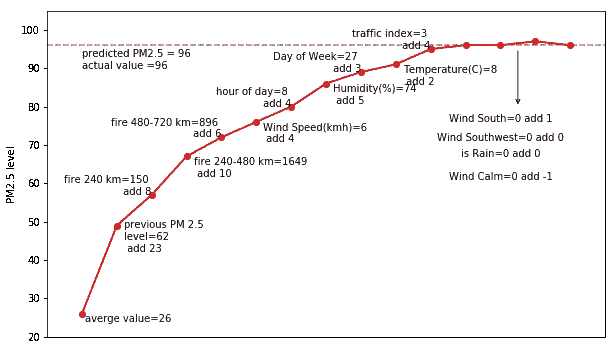 100
90
80
70
60
50
40
30
20
PM2.5 level
predicted PM2.5 = 96
actual value =96
traffic index=3
add 4
Day of Week=27
add 3
Temperature(C)=8
add 2
hour of day=8
add 4
Humidity(%)=74
add 5
fire 480-720 km=896
add 6
Wind Speed(kmh)=6
add 4
fire 240 km=150
add 8
fire 240-480 km=1649
add 10
previous PM 2.5
level=62
add 23
averge value=26
Wind South=0 add 1
Wind Southwest=0 add 0
is Rain=0 add 0
Wind Calm=0 add -1